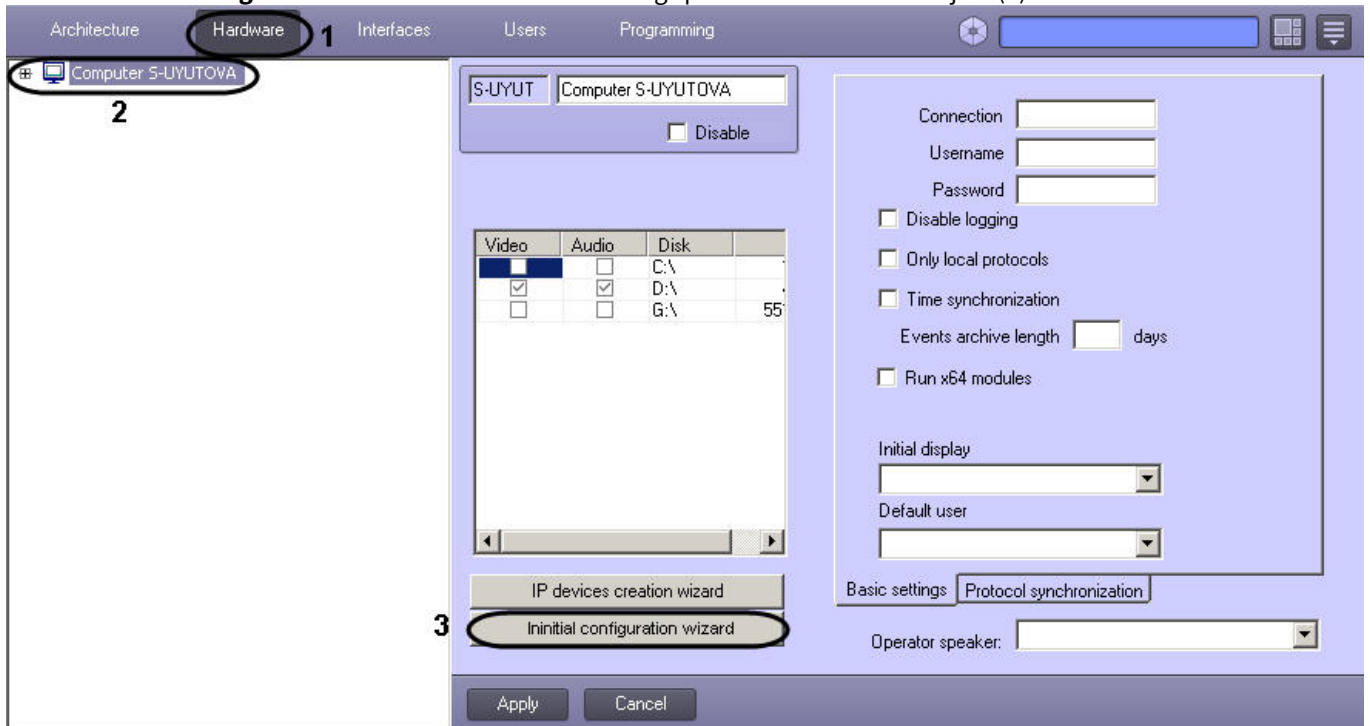 Architecture Hardware 1 Interfaces Users Programming
Computer S-UYUTOVA
2
S-UYUT Computer S-UYUTOVA
Disable
Video Audio Disk
C:\
D:\
G:\ 55
IP devices creation wizard
3 Ininitial configuration wizard
Connection
Username
Password
Disable logging
Only local protocols
Time synchronization
Events archive length days
Run x64 modules
Initial display
Default user
Basic settings Protocol synchronization
Operator speaker:
Apply Cancel